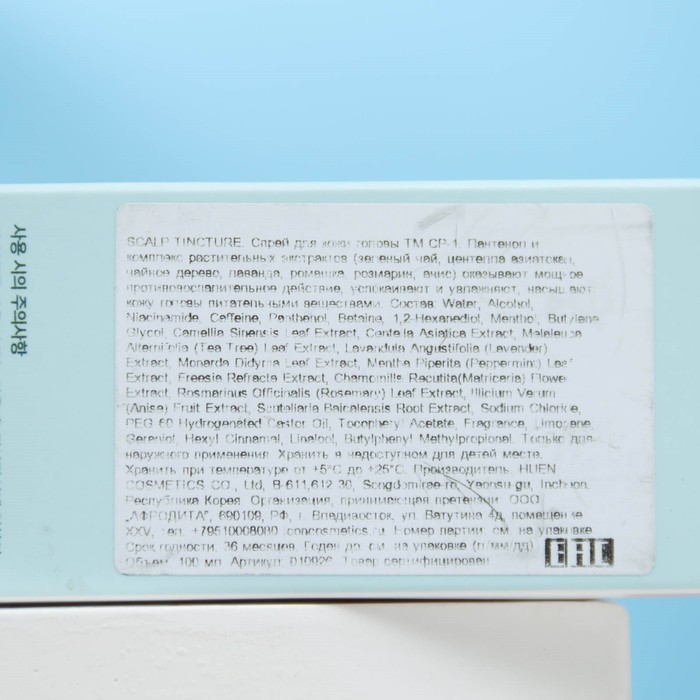 사용 시의 주의사항
SCALP TINCTURE. Спрей для кожи головы ТМ CP-1. Пантенол и
комплекс растительных экстрактов (зеленый чай, центелла азиатская,
чайное дерево, лаванда, ромашка, розмарин, анис) оказывают мощное
противовоспалительное действие, успокаивают и увлажняют, насыщают
кожу головы питательными веществами. Состав: Water, Alcohol,
Niacinamide, Caffeine, Panthenol, Betaine, 1,2-Hexanediol, Menthol, Butylene
Glycol, Camellia Sinensis Leaf Extract, Centella Asiatica Extract, Melaleuca
Alternifolia (Tea Tree) Leaf Extract, Lavandula Angustifolia (Lavender)
Extract, Monarda Didyma Leaf Extract, Mentha Piperita (Peppermint) Leaf
Extract, Freesia Refracta Extract, Chamomilla Recutita(Matricaria) Flower
Extract, Rosmarinus Officinalis (Rosemary) Leaf Extract, Illicium Verum
(Anise) Fruit Extract, Scutellaria Baicalensis Root Extract, Sodium Chloride,
PEG 60 Hydrogenated Castor Oil, Tocopheryl Acetate, Fragrance, Limonene,
Geraniol, Hexyl Cinnamal, Linalool, Butylphenyl Methylpropional. Только для
наружного применения. Хранить в недоступном для детей месте.
Хранить при температуре от +5°С до +25°С. Производитель: HUEN
COSMETICS CO., Ltd, B-611,612 30, Songdomirae-ro, Yeonsu-gu, Incheon,
Республика Корея. Организация, принимающая претензии: ООО
"АФРОДИТА", 690109, РФ, г. Владивосток, ул. Ватутина 4д, помещение
XXV, тел. +79510008080 Номер партии: см. на упаковке
Срок годности: 36 месяцев. Годен до: см. на упаковке (гг/мм/дд)
Объем: 100 мл. Артикул: Товар сертифицирован
EAC